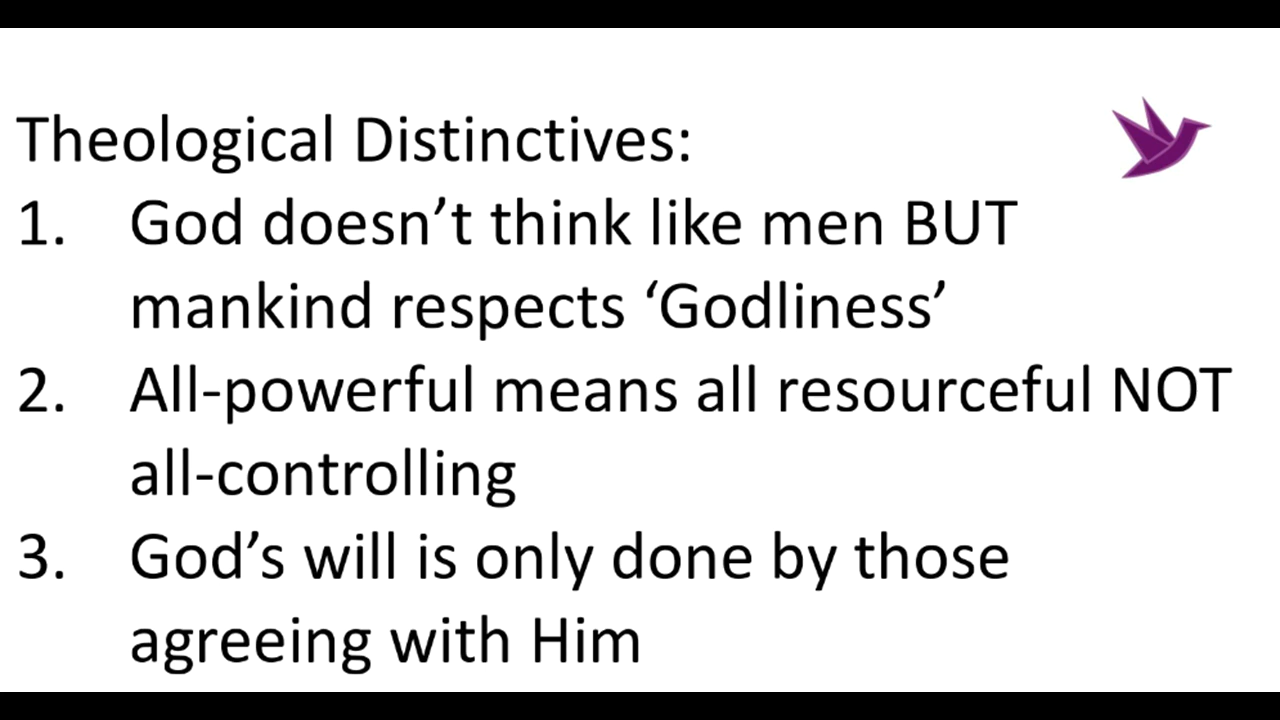 Theological Distinctives:
1. God doesn’t think like men BUT
mankind respects ‘Godliness’
2. All-powerful means all resourceful NOT
all-controlling
3. God’s will is only done by those
agreeing with Him